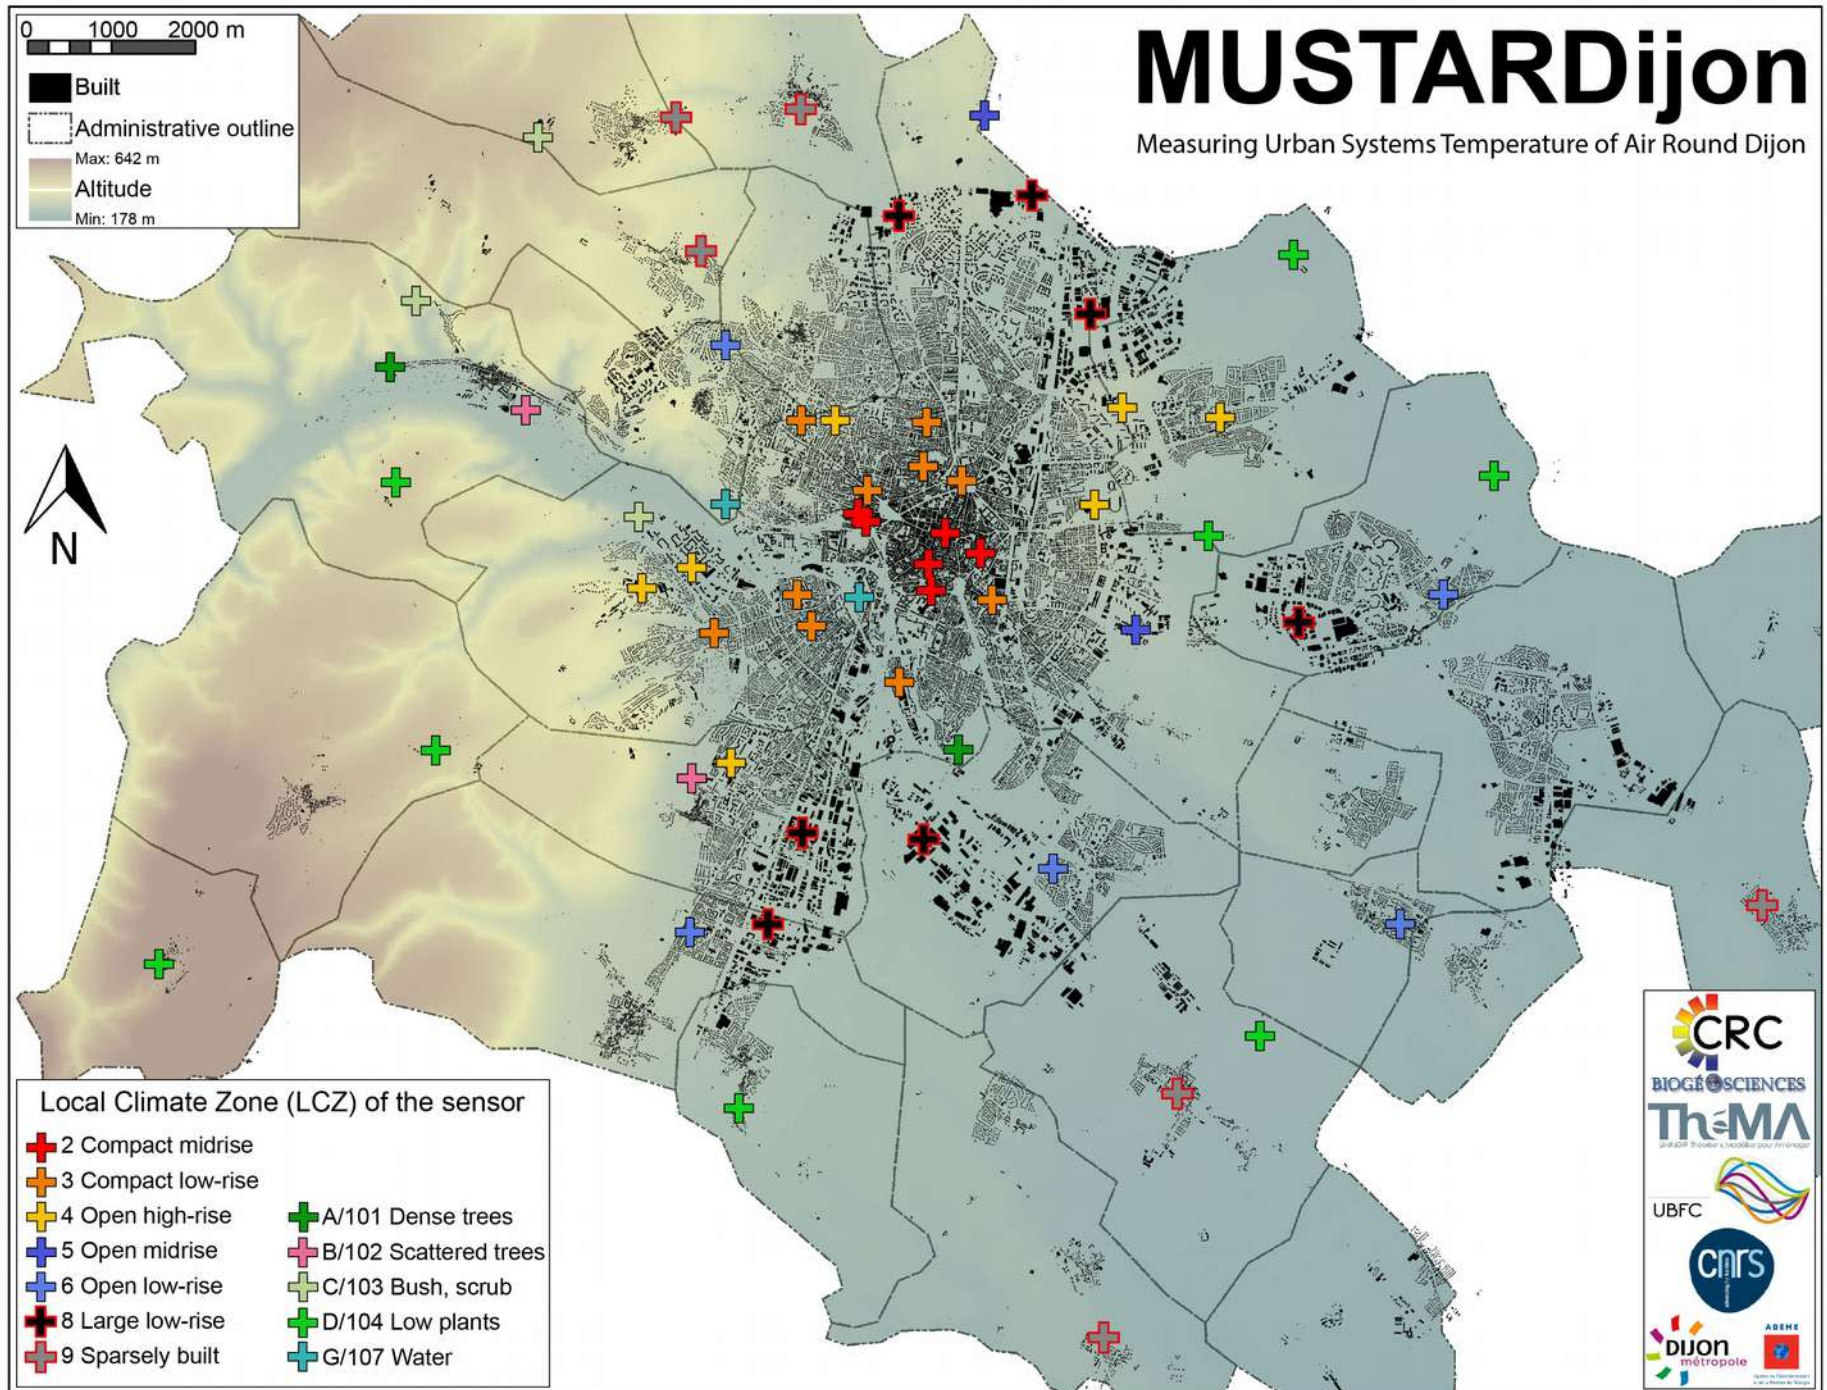 0 1000 2000 m
Built
Administrative outline
Max: 642 m
Altitude
Min: 178 m
MUSTARDijon
Measuring Urban Systems Temperature of Air Round Dijon
N
Local Climate Zone (LCZ) of the sensor
2 Compact midrise
3 Compact low-rise
4 Open high-rise
5 Open midrise
6 Open low-rise
8 Large low-rise
9 Sparsely built
A/101 Dense trees
B/102 Scattered trees
C/103 Bush, scrub
D/104 Low plants
G/107 Water
CRC
BIOGÉOSCIENCES
ThéMA
UBFC
cnrs
DIJON
métropole
ADEME